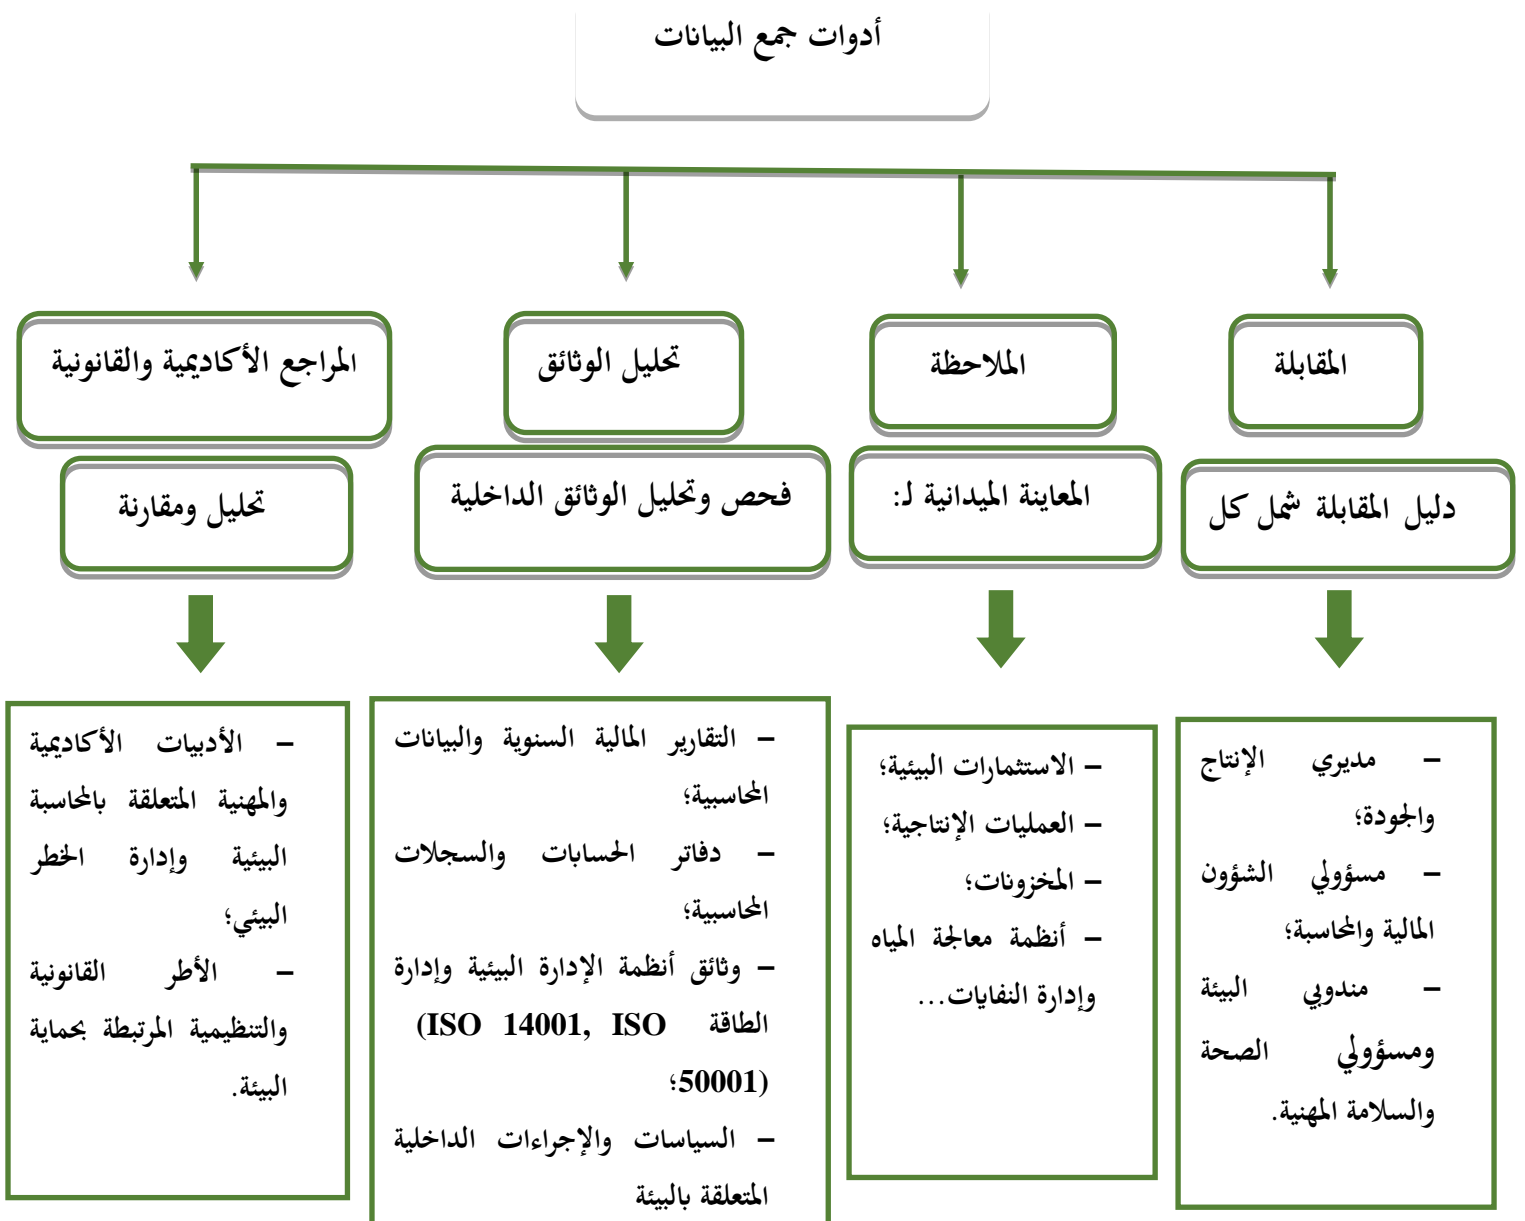 أدوات جمع البيانات
المقابلة
الملاحظة
تحليل الوثائق
المراجع الأكاديمية والقانونية
دليل المقابلة شمل كل
المعاينة الميدانية لـ:
فحص وتحليل الوثائق الداخلية
تحليل ومقارنة
– مديري الإنتاج
والجودة؛
– مسؤولي الشؤون
المالية والمحاسبة؛
– مندوبي البيئة
ومسؤولي الصحة
والسلامة المهنية.
– الاستثمارات البيئية؛
– العمليات الإنتاجية؛
– المخزونات؛
– أنظمة معالجة المياه
وإدارة النفايات...
– التقارير المالية السنوية والبيانات
المحاسبية؛
– دفاتر الحسابات والسجلات
المحاسبية؛
– وثائق أنظمة الإدارة البيئية وإدارة
الطاقة (ISO 14001, ISO
50001)؛
– السياسات والإجراءات الداخلية
المتعلقة بالبيئة
– الأدبيات الأكاديمية
والمهنية المتعلقة بالمحاسبة
البيئية وإدارة الخطر
البيئي؛
– الأطر القانونية
والتنظيمية المرتبطة بحماية
البيئة.